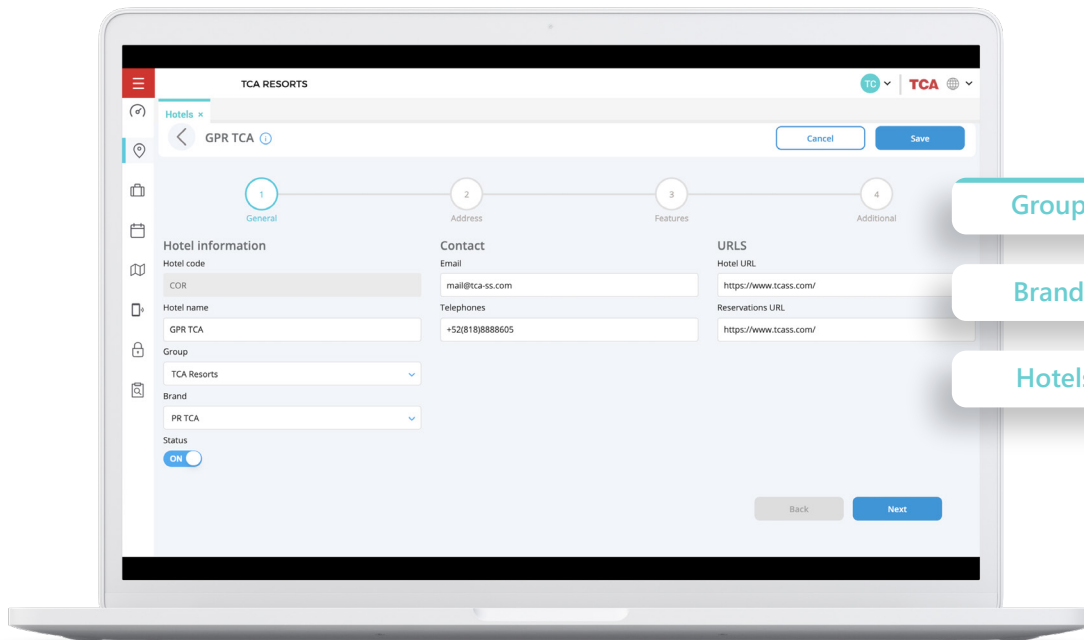 TCA RESORTS
TC
TCA
Hotels ×
GPR TCA
Cancel
Save
1
2
3
4
General
Address
Features
Additional
Group
Hotel information
Contact
URLS
Hotel code
Email
Hotel URL
COR
mail@tca-ss.com
https://www.tcass.com/
Brand
Hotel name
Telephones
Reservations URL
GPR TCA
+52(818)8888605
https://www.tcass.com/
Group
TCA Resorts
Hotels
Brand
PR TCA
Status
ON
Back
Next